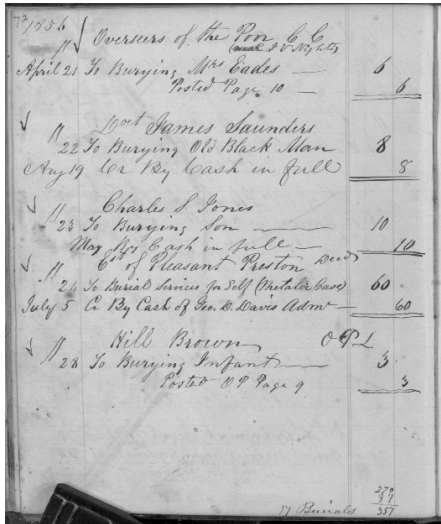 1856
" Overseers of the Poor C C
April 21 To Burying Mrs Eades — 6
Posted Page 10 — 6
" Doct James Saunders
22 To Burying Old Black Man 8
Aug 19 Cr By Cash in full 8
" Charles S Jones
23 To Burying Son — 10
May Cash in full — 10
" Est of Pleasant Preston Decd
24 To Burial Services for Self (Metalic Case) 60
July 5 Cr By Cash of Geo. D. Davis Admr — 60
" Hill Brown O P L
28 To Burying Infant — 3
Posted O P Page 9 3
270
87
17 Burials 357